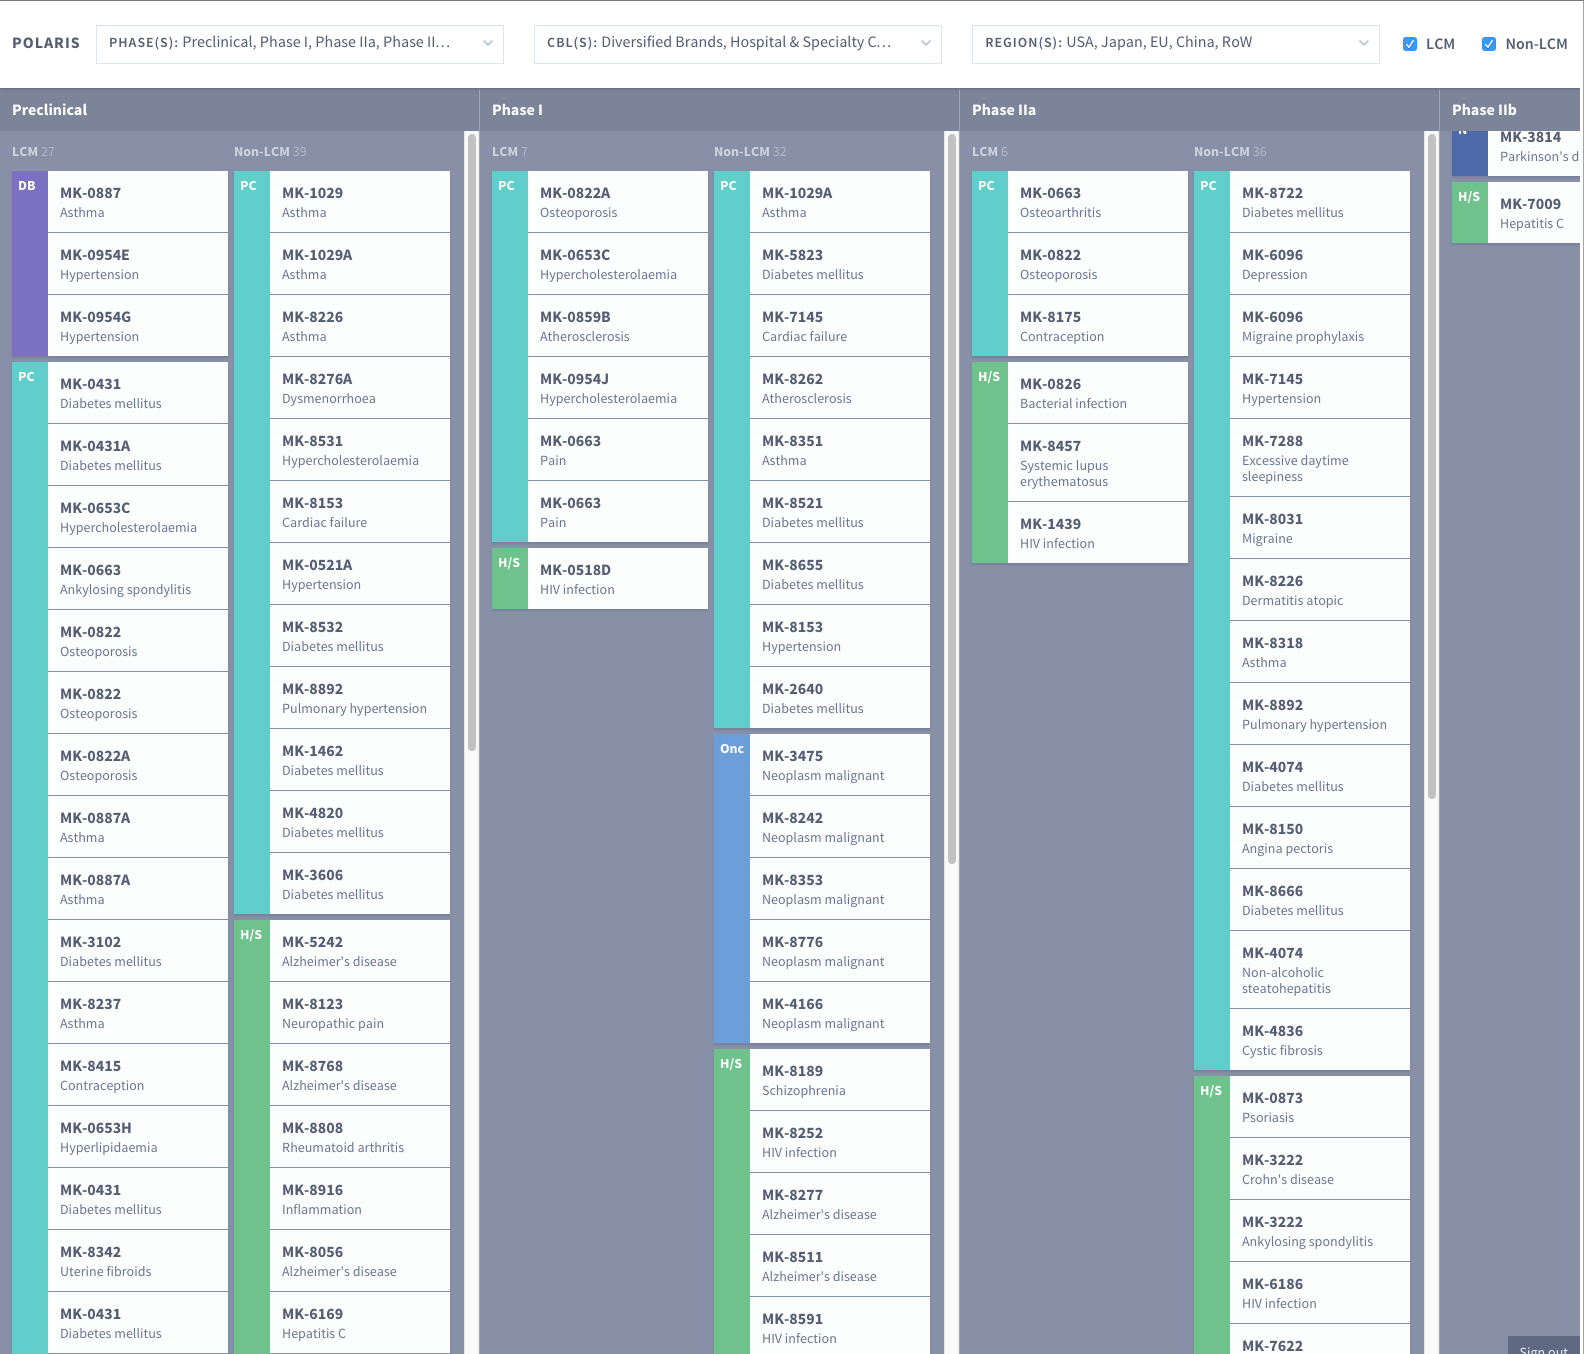 POLARIS
PHASE(S): Preclinical, Phase I, Phase IIa, Phase II...
CBL(S): Diversified Brands, Hospital & Specialty C...
REGION(S): USA, Japan, EU, China, RoW
LCM
Non-LCM
Preclinical
LCM 27
DB
MK-0887
Asthma
MK-0954E
Hypertension
MK-0954G
Hypertension
PC
MK-0431
Diabetes mellitus
MK-0431A
Diabetes mellitus
MK-0653C
Hypercholesterolaemia
MK-0663
Ankylosing spondylitis
MK-0822
Osteoporosis
MK-0822
Osteoporosis
MK-0822A
Osteoporosis
MK-0887A
Asthma
MK-0887A
Asthma
MK-3102
Diabetes mellitus
MK-8237
Asthma
MK-8415
Contraception
MK-0653H
Hyperlipidaemia
MK-0431
Diabetes mellitus
MK-8342
Uterine fibroids
MK-0431
Diabetes mellitus
Non-LCM 39
PC
MK-1029
Asthma
MK-1029A
Asthma
MK-8226
Asthma
MK-8276A
Dysmenorrhoea
MK-8531
Hypercholesterolaemia
MK-8153
Cardiac failure
MK-0521A
Hypertension
MK-8532
Diabetes mellitus
MK-8892
Pulmonary hypertension
MK-1462
Diabetes mellitus
MK-4820
Diabetes mellitus
MK-3606
Diabetes mellitus
H/S
MK-5242
Alzheimer's disease
MK-8123
Neuropathic pain
MK-8768
Alzheimer's disease
MK-8808
Rheumatoid arthritis
MK-8916
Inflammation
MK-8056
Alzheimer's disease
MK-6169
Hepatitis C
Phase I
LCM 7
PC
MK-0822A
Osteoporosis
MK-0653C
Hypercholesterolaemia
MK-0859B
Atherosclerosis
MK-0954J
Hypercholesterolaemia
MK-0663
Pain
MK-0663
Pain
H/S
MK-0518D
HIV infection
Non-LCM 32
PC
MK-1029A
Asthma
MK-5823
Diabetes mellitus
MK-7145
Cardiac failure
MK-8262
Atherosclerosis
MK-8351
Asthma
MK-8521
Diabetes mellitus
MK-8655
Diabetes mellitus
MK-8153
Hypertension
MK-2640
Diabetes mellitus
Onc
MK-3475
Neoplasm malignant
MK-8242
Neoplasm malignant
MK-8353
Neoplasm malignant
MK-8776
Neoplasm malignant
MK-4166
Neoplasm malignant
H/S
MK-8189
Schizophrenia
MK-8252
HIV infection
MK-8277
Alzheimer's disease
MK-8511
Alzheimer's disease
MK-8591
HIV infection
Phase IIa
LCM 6
PC
MK-0663
Osteoarthritis
MK-0822
Osteoporosis
MK-8175
Contraception
H/S
MK-0826
Bacterial infection
MK-8457
Systemic lupus
erythematosus
MK-1439
HIV infection
Non-LCM 36
PC
MK-8722
Diabetes mellitus
MK-6096
Depression
MK-6096
Migraine prophylaxis
MK-7145
Hypertension
MK-7288
Excessive daytime
sleepiness
MK-8031
Migraine
MK-8226
Dermatitis atopic
MK-8318
Asthma
MK-8892
Pulmonary hypertension
MK-4074
Diabetes mellitus
MK-8150
Angina pectoris
MK-8666
Diabetes mellitus
MK-4074
Non-alcoholic
steatohepatitis
MK-4836
Cystic fibrosis
H/S
MK-0873
Psoriasis
MK-3222
Crohn's disease
MK-3222
Ankylosing spondylitis
MK-6186
HIV infection
MK-7622
Phase IIb
MK-3814
Parkinson's d
H/S
MK-7009
Hepatitis C
Sign out